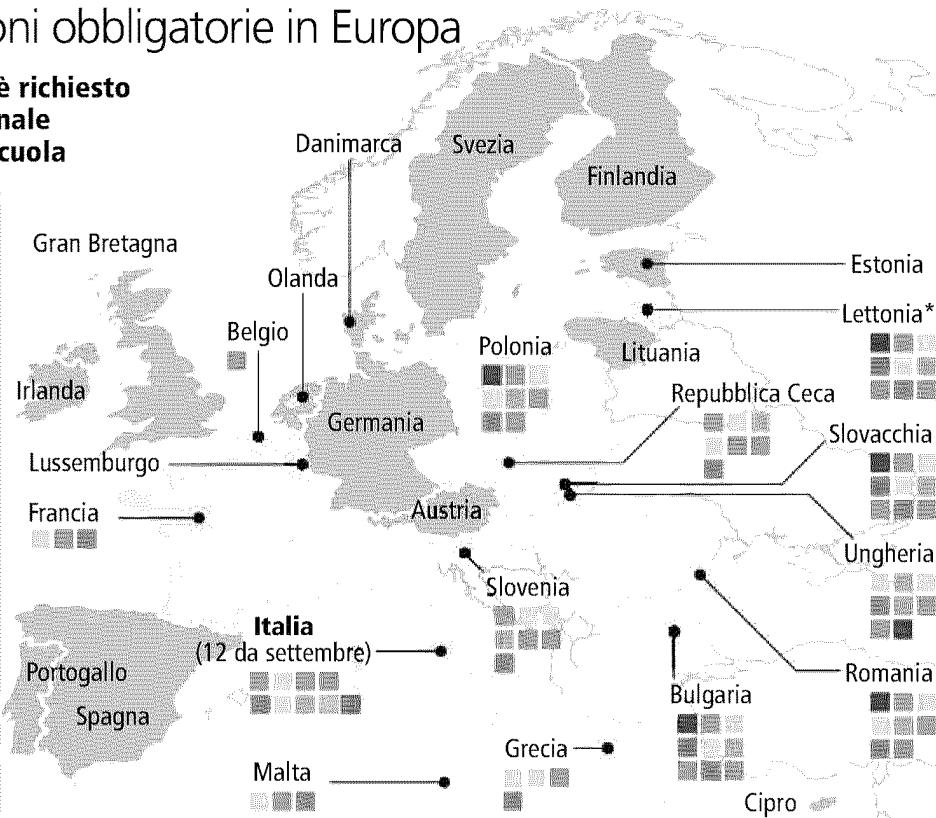 oni obbligatorie in Europa
è richiesto
nale
cuola
Danimarca
Svezia
Finlandia
Gran Bretagna
Olanda
Estonia
Belgio
Lettonia*
Polonia
Lituania
Irlanda
Repubblica Ceca
Germania
Slovacchia
Lussemburgo
Francia
Austria
Ungheria
Slovenia
Italia
(12 da settembre)
Portogallo
Romania
Bulgaria
Spagna
Grecia
Malta
Cipro